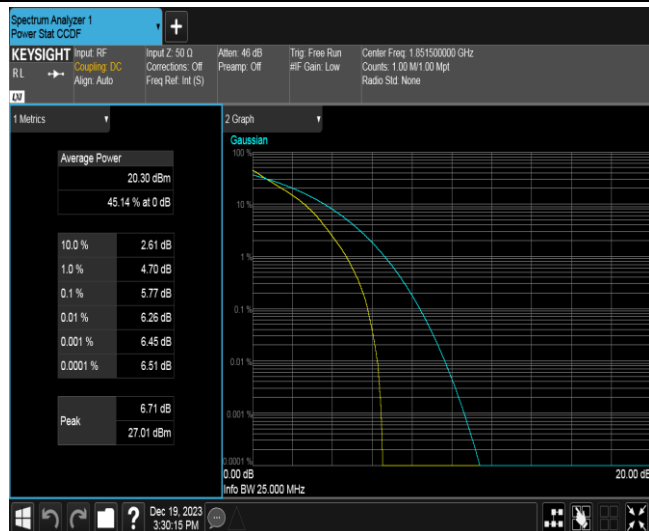 Spectrum Analyzer 1
Power Stat CCDF
+
KEYSIGHT
RL
Input: RF
Coupling: DC
Align: Auto
Input Z: 50 Ω
Corrections: Off
Freq Ref: Int (S)
Atten: 46 dB
Preamp: Off
Trig: Free Run
#IF Gain: Low
Center Freq: 1.851500000 GHz
Counts: 1.00 M/1.00 Mpt
Radio Std: None
1 Metrics
Average Power
20.30 dBm
45.14 % at 0 dB
10.0 % 2.61 dB
1.0 % 4.70 dB
0.1 % 5.77 dB
0.01 % 6.26 dB
0.001 % 6.45 dB
0.0001 % 6.51 dB
Peak
6.71 dB
27.01 dBm
2 Graph
Gaussian
100 %
10 %
1 %
0.1 %
0.01 %
0.001 %
0.0001 %
0.00 dB
20.00 dB
Info BW 25.000 MHz
?
Dec 19, 2023
3:30:15 PM